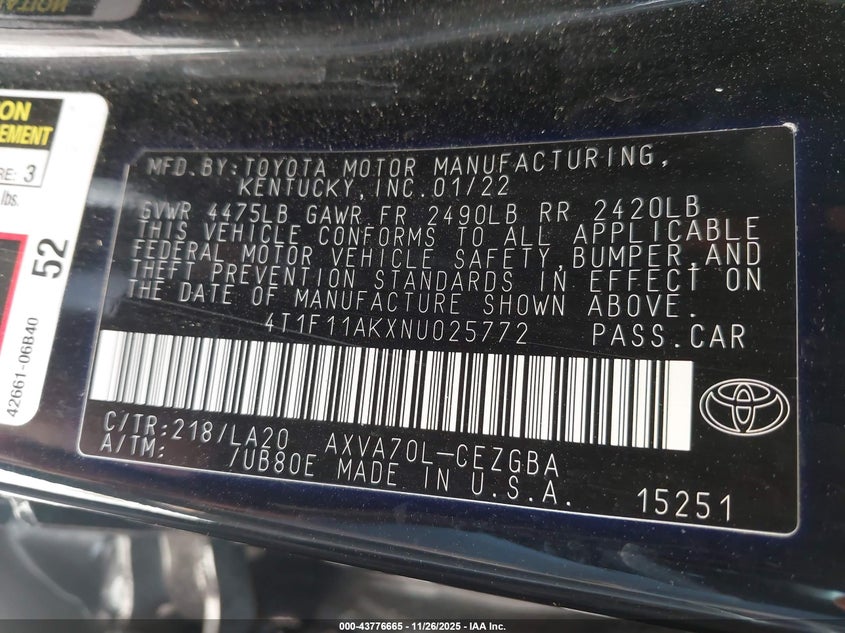 ON
EMENT
RE: 3
lbs.
52
42661-06B40
MFD.BY:TOYOTA MOTOR MANUFACTURING,
KENTUCKY,INC.01/22
GVWR 4475LB GAWR FR 2490LB RR 2420LB
THIS VEHICLE CONFORMS TO ALL APPLICABLE
FEDERAL MOTOR VEHICLE SAFETY,BUMPER,AND
THEFT PREVENTION STANDARDS IN EFFECT ON
THE DATE OF MANUFACTURE SHOWN ABOVE.
4T1F11AKXNU025772 PASS.CAR
C/TR:218/LA20 AXVA70L-CEZGBA
A/TM: /UB80E MADE IN U.S.A.
15251
000-43776665 | 11/26/2025 - IAA Inc.